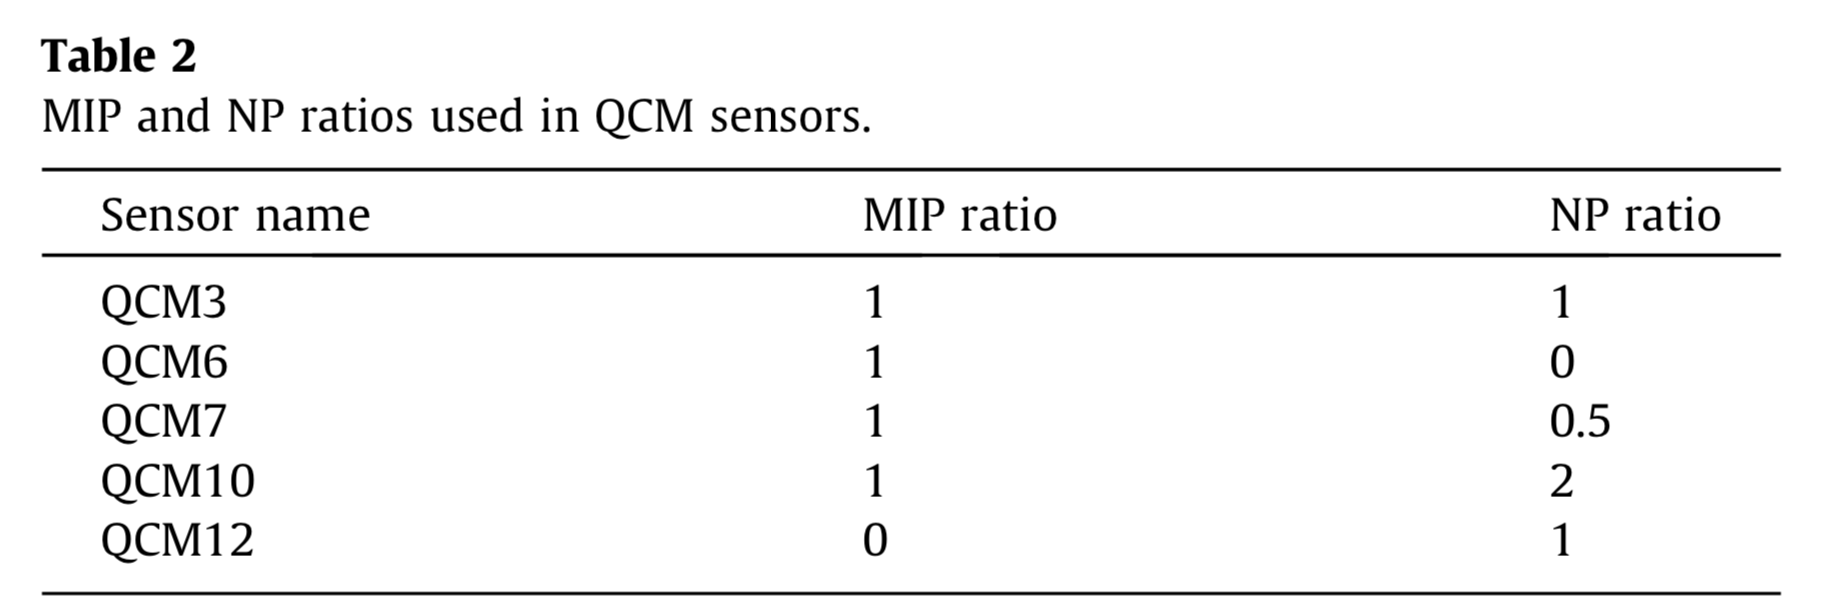 Table 2
MIP and NP ratios used in QCM sensors.
Sensor name MIP ratio NP ratio
QCM3 1 1
QCM6 1 0
QCM7 1 0.5
QCM10 1 2
QCM12 0 1